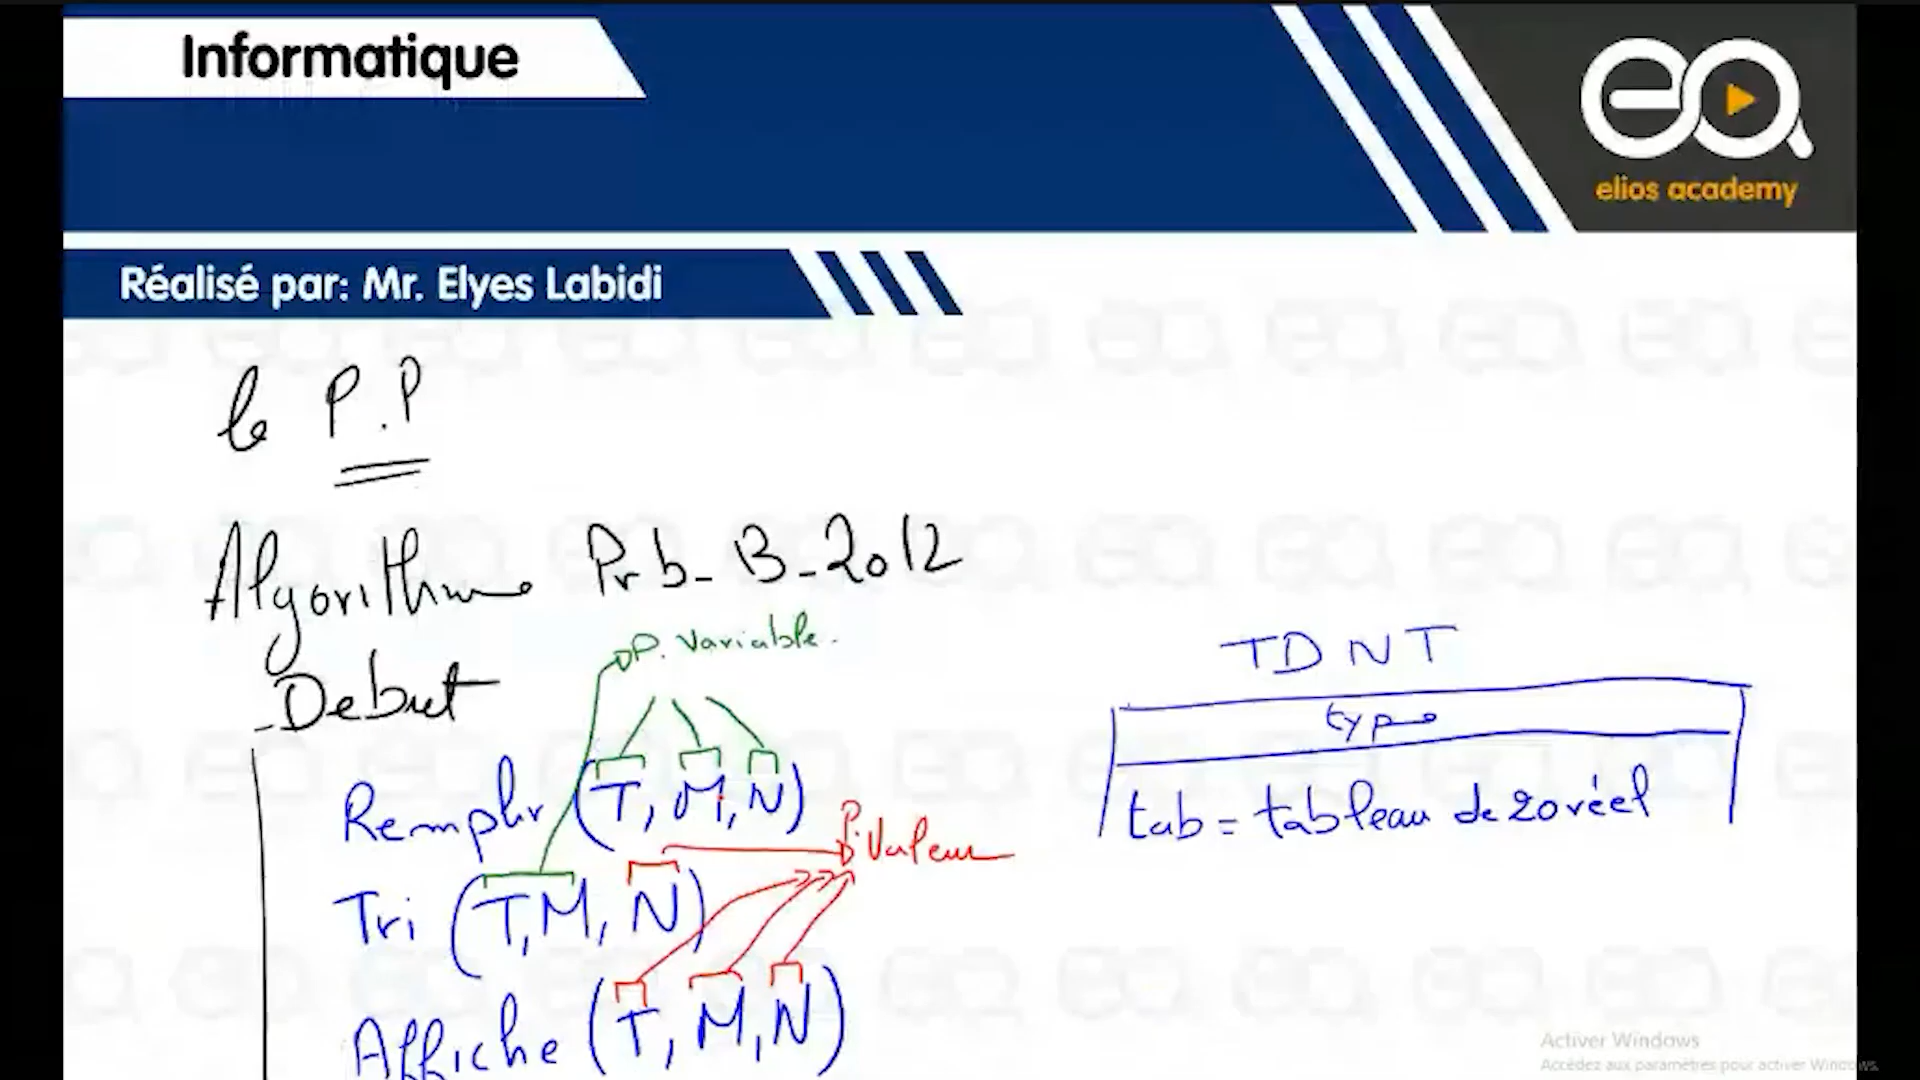 Informatique
elios academy
Réalisé par: Mr. Elyes Labidi
le P.P
Algorithme Prb_B_2012
Debut
P. Variable.
Remplir (T, M, N)
P. Valeur
Tri (T, M, N)
Affiche (T, M, N)
TDNT
type
tab = tableau de 20 réel
Activer Windows
Accédez aux paramètres pour activer Windows.